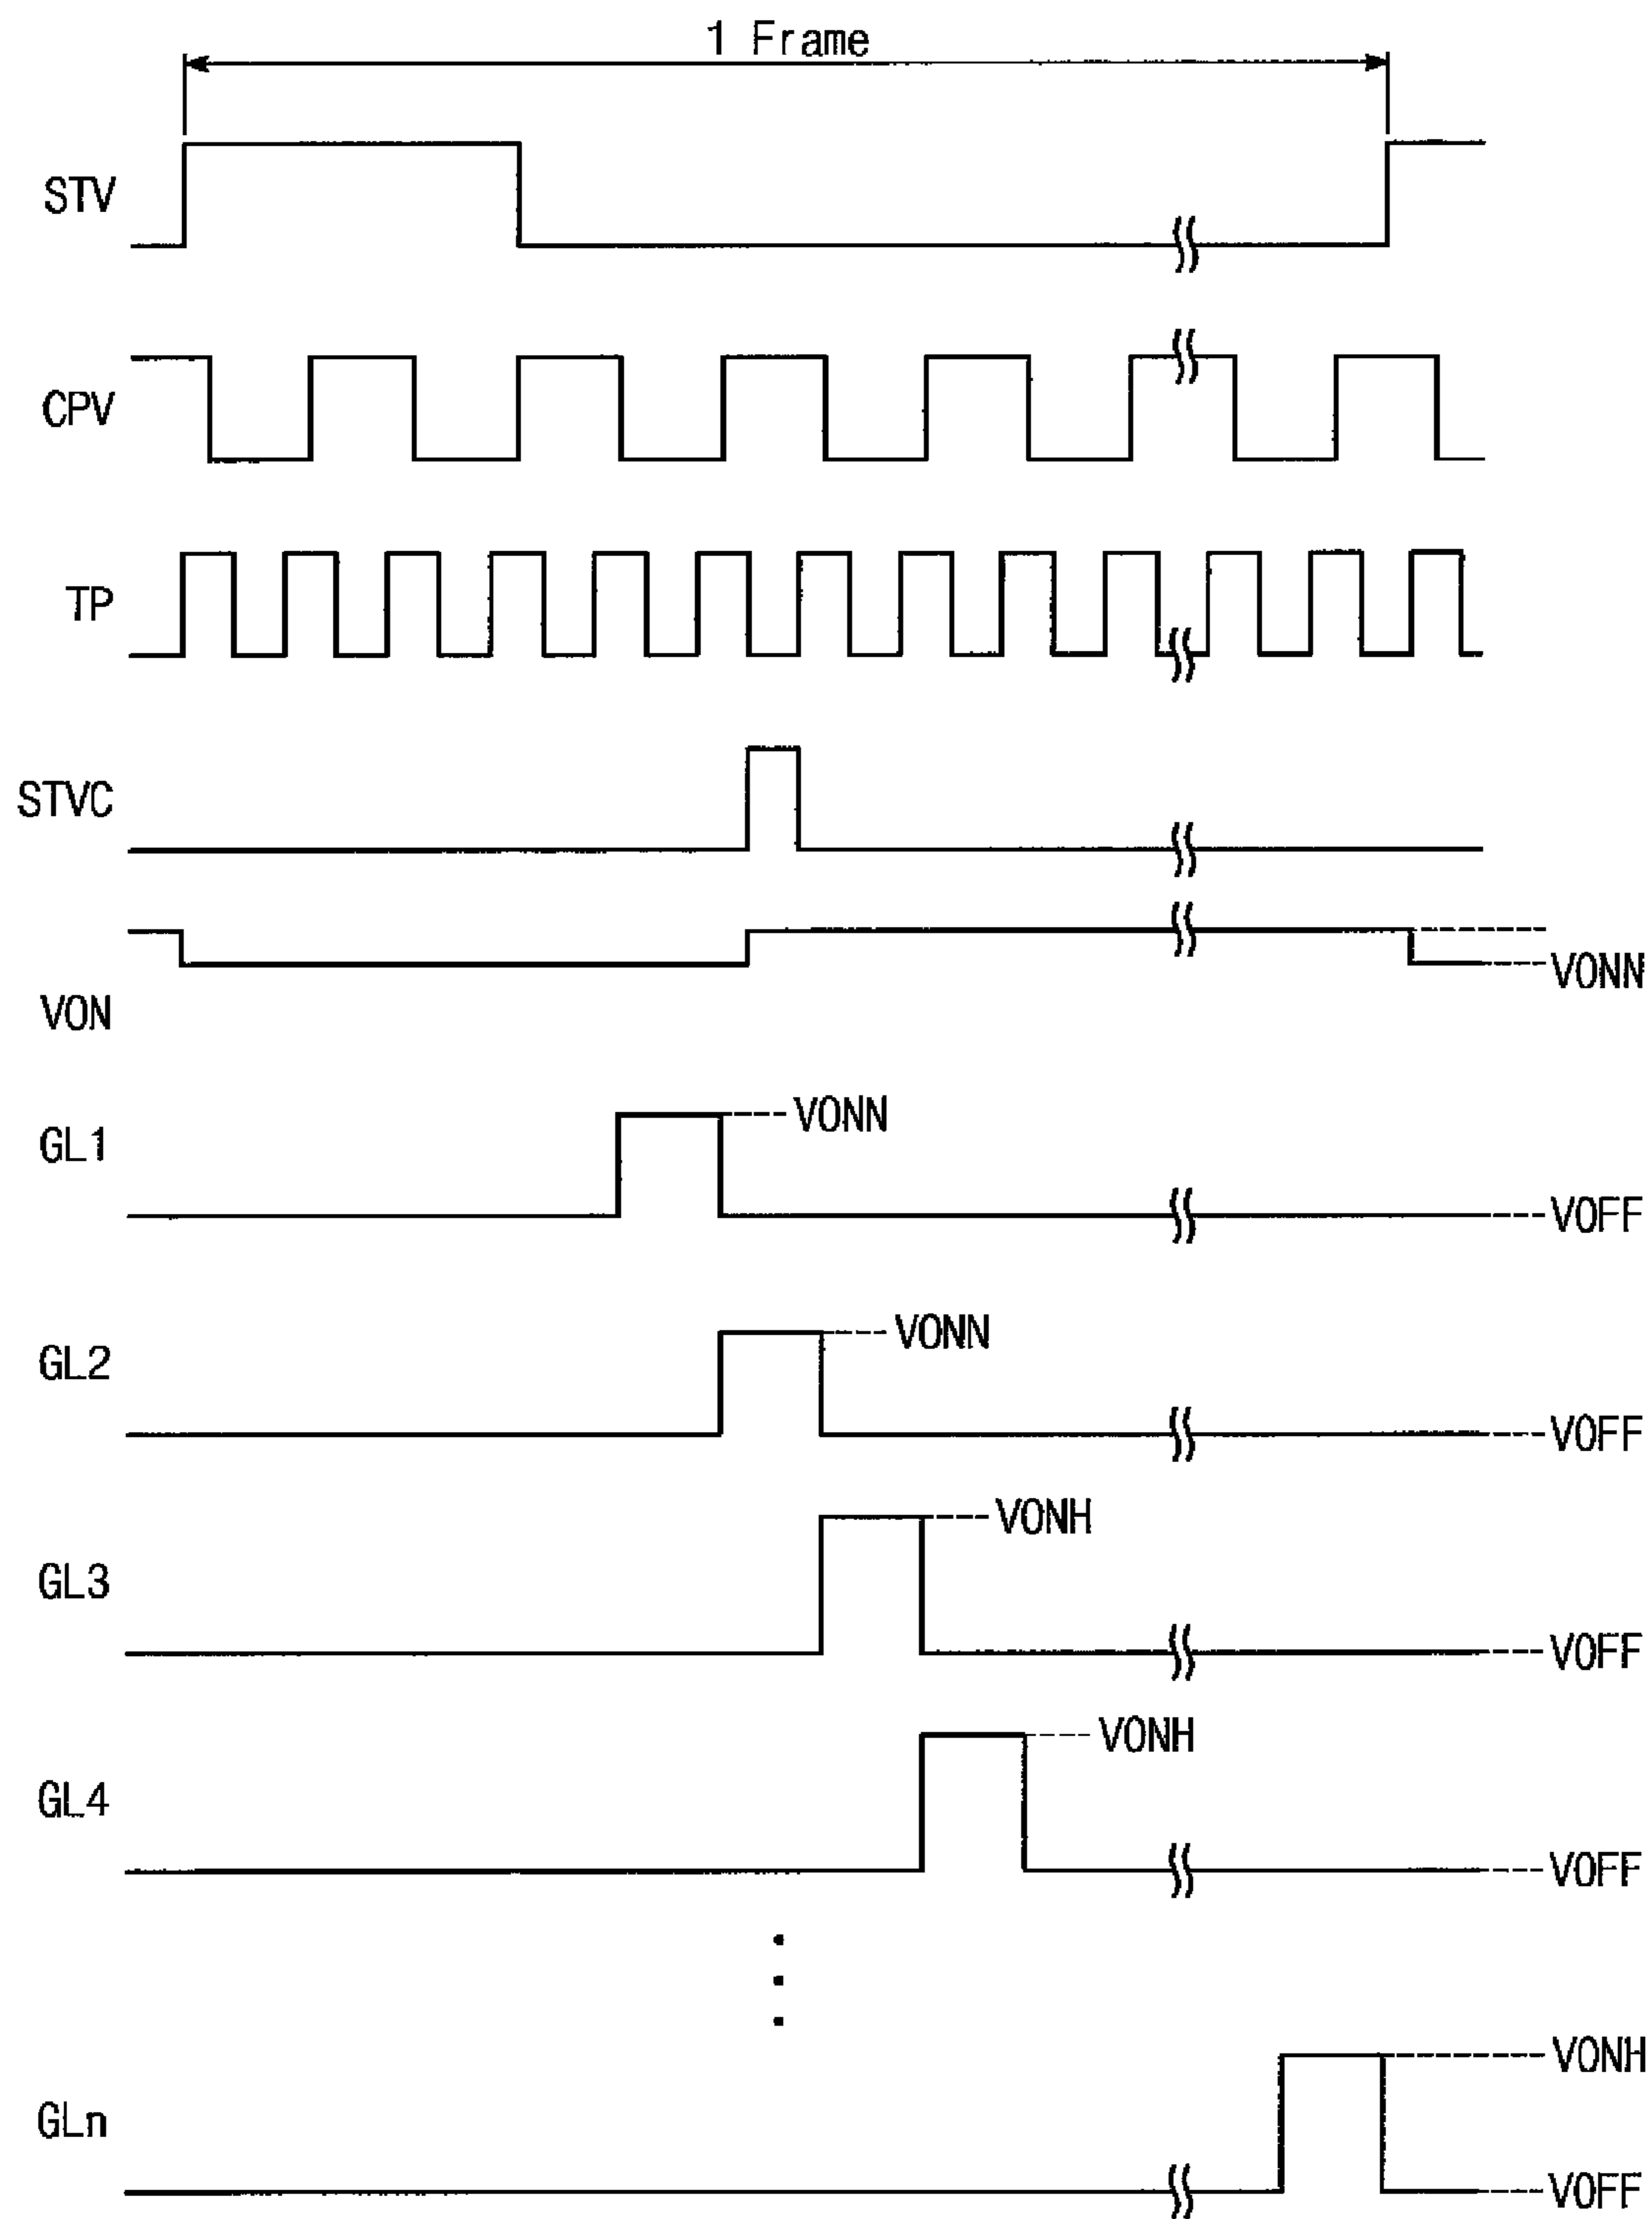 1 Frame
STV
CPV
TP
STVC
VONN
VON
VONN
GL1
VOFF
VONN
GL2
VOFF
VONH
GL3
VOFF
VONH
GL4
VOFF
VONH
GLn
VOFF